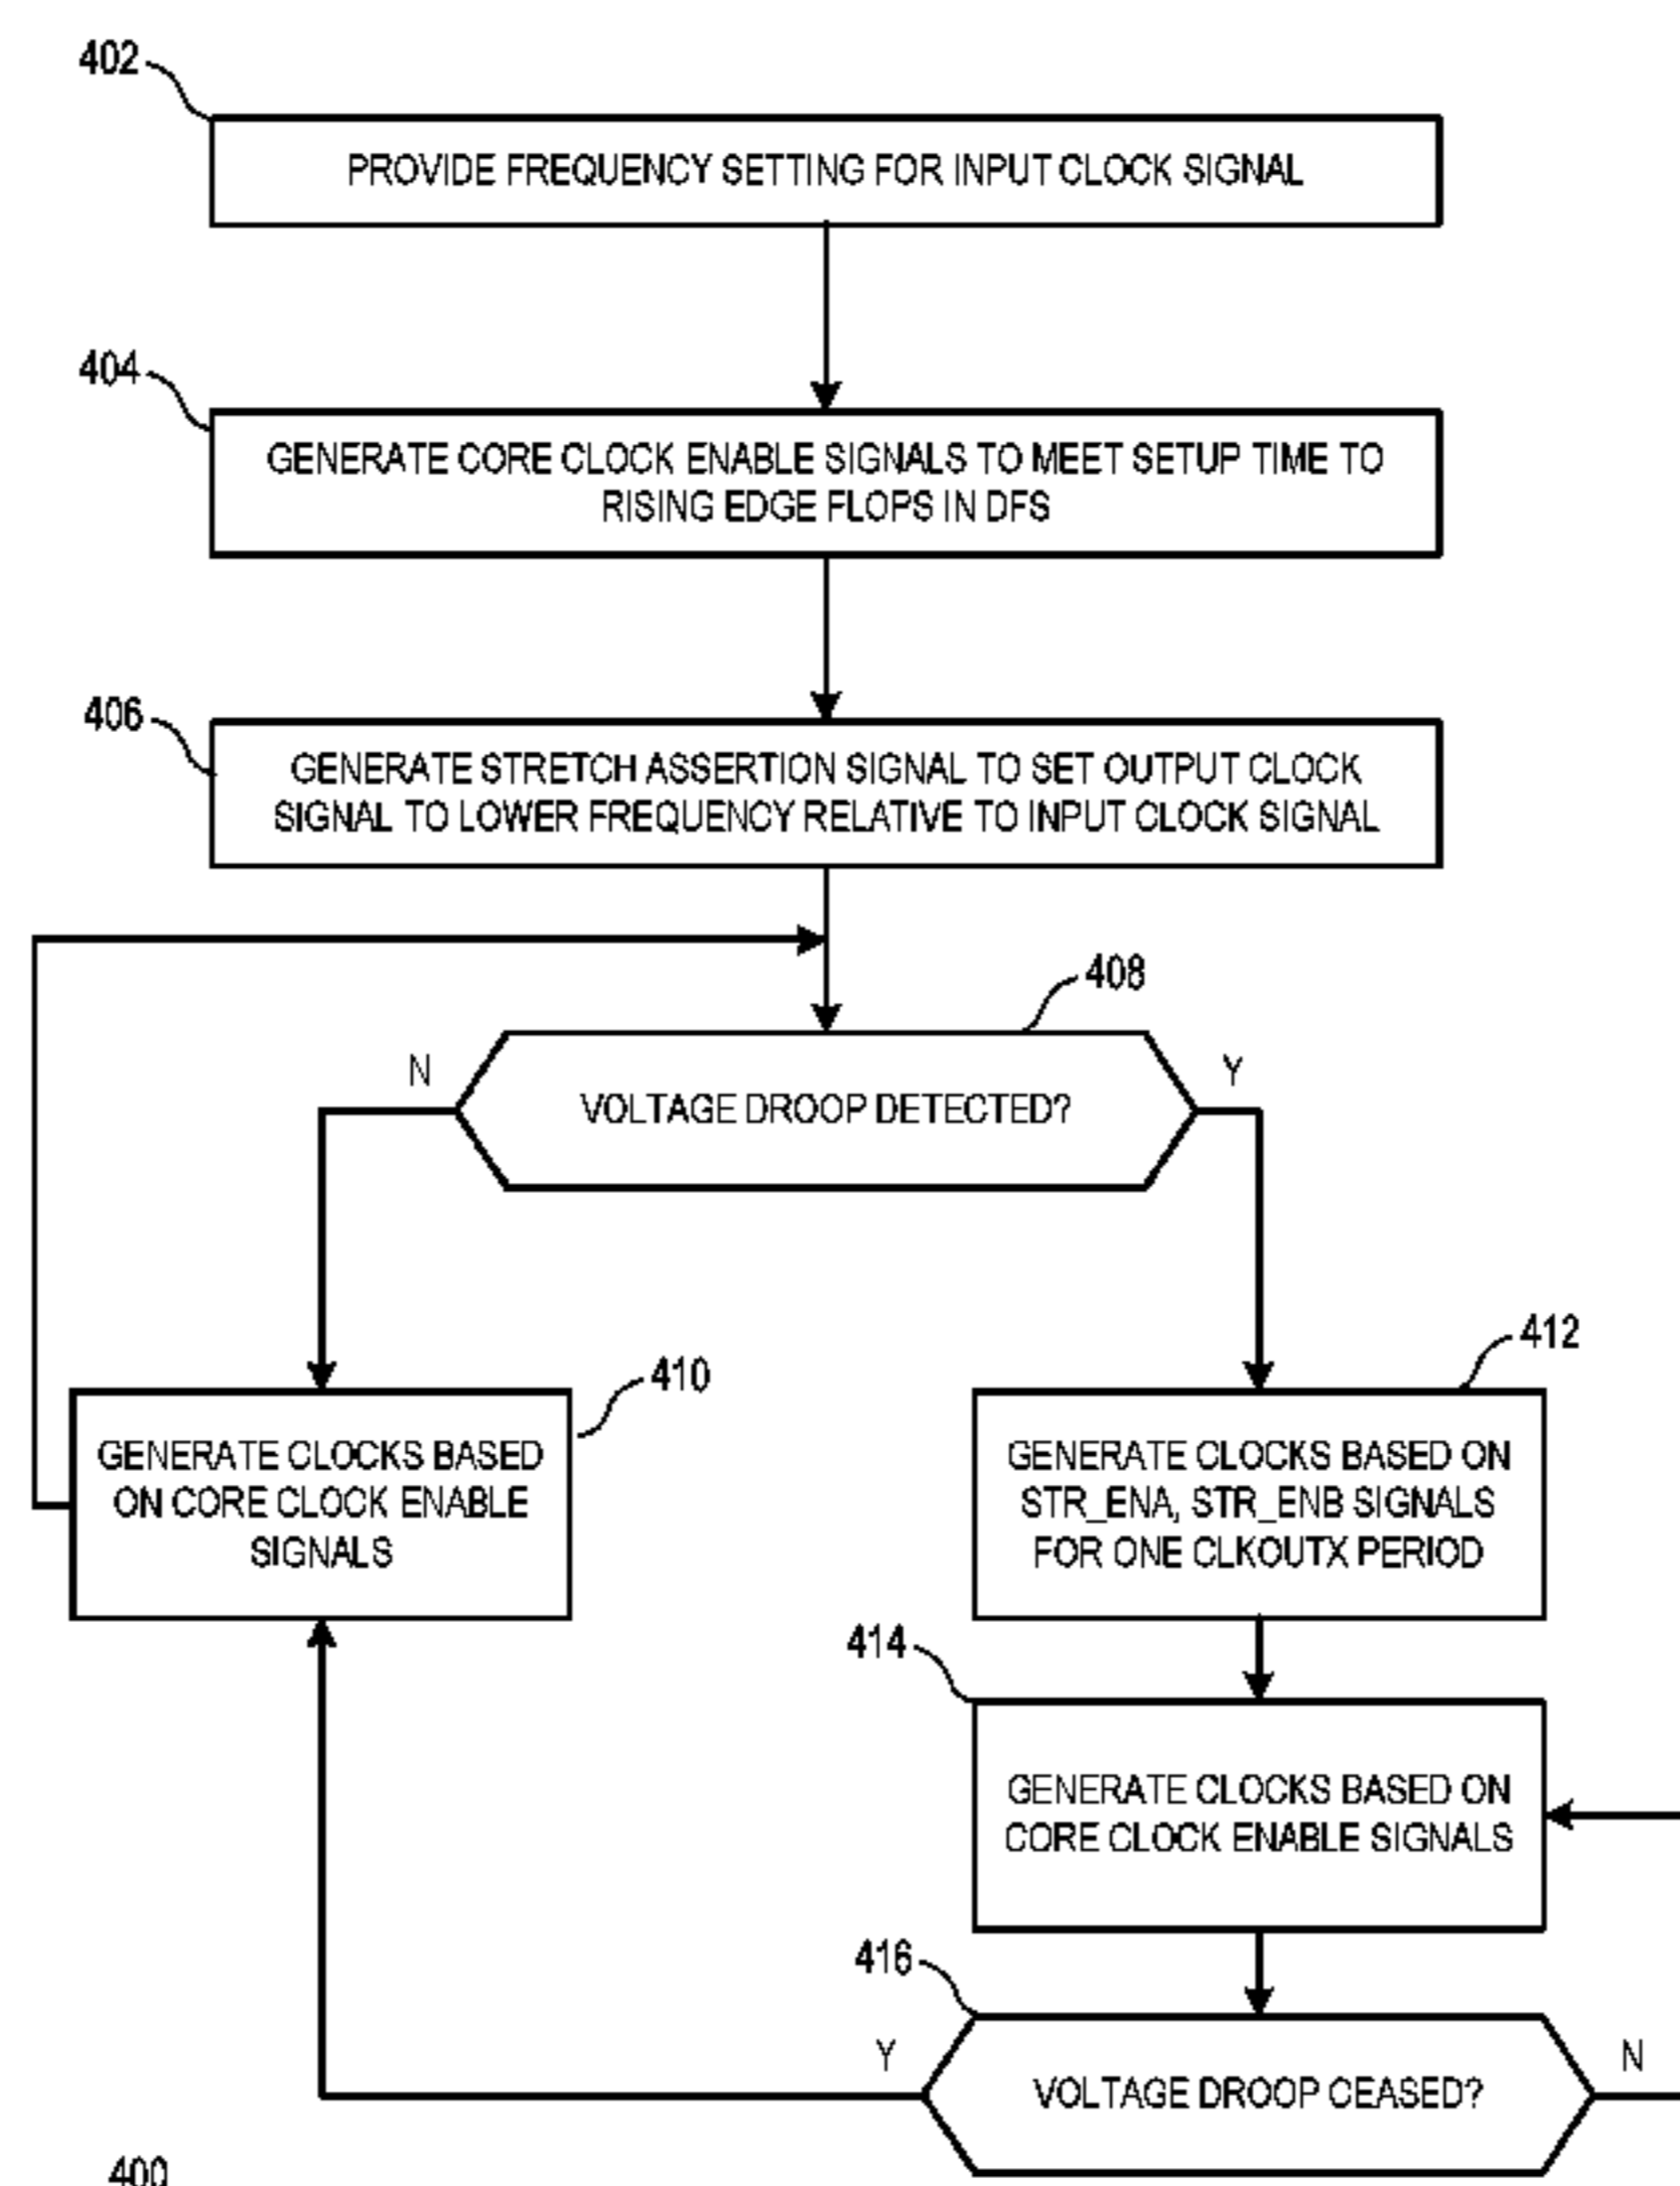 402
PROVIDE FREQUENCY SETTING FOR INPUT CLOCK SIGNAL
404
GENERATE CORE CLOCK ENABLE SIGNALS TO MEET SETUP TIME TO
RISING EDGE FLOPS IN DFS
406
GENERATE STRETCH ASSERTION SIGNAL TO SET OUTPUT CLOCK
SIGNAL TO LOWER FREQUENCY RELATIVE TO INPUT CLOCK SIGNAL
408
N
Y
VOLTAGE DROOP DETECTED?
412
410
GENERATE CLOCKS BASED
ON CORE CLOCK ENABLE
SIGNALS
GENERATE CLOCKS BASED ON
STR_ENA, STR_ENB SIGNALS
FOR ONE CLKOUTX PERIOD
414
GENERATE CLOCKS BASED ON
CORE CLOCK ENABLE SIGNALS
416
Y
N
VOLTAGE DROOP CEASED?
400